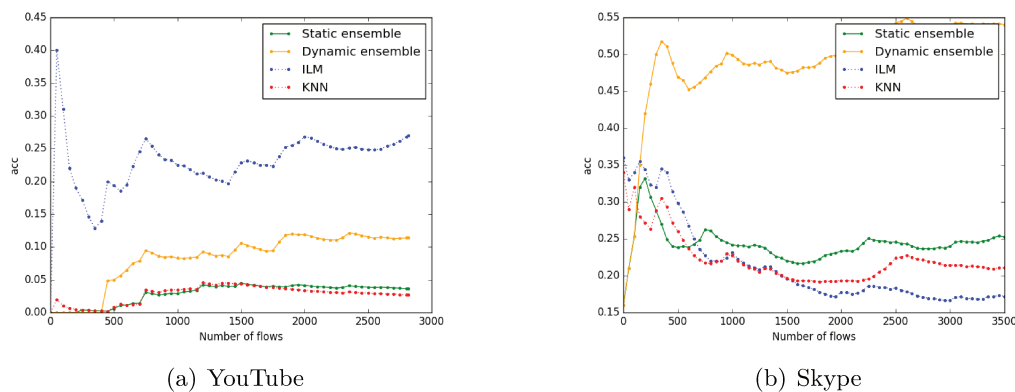 0.45
0.40
0.35
0.30
0.25
0.20
0.15
0.10
0.05
0.00
acc
0 500 1000 1500 2000 2500 3000
Number of flows
Static ensemble
Dynamic ensemble
ILM
KNN
(a) YouTube
0.55
0.50
0.45
0.40
0.35
0.30
0.25
0.20
0.15
acc
0 500 1000 1500 2000 2500 3000 3500
Number of flows
Static ensemble
Dynamic ensemble
ILM
KNN
(b) Skype